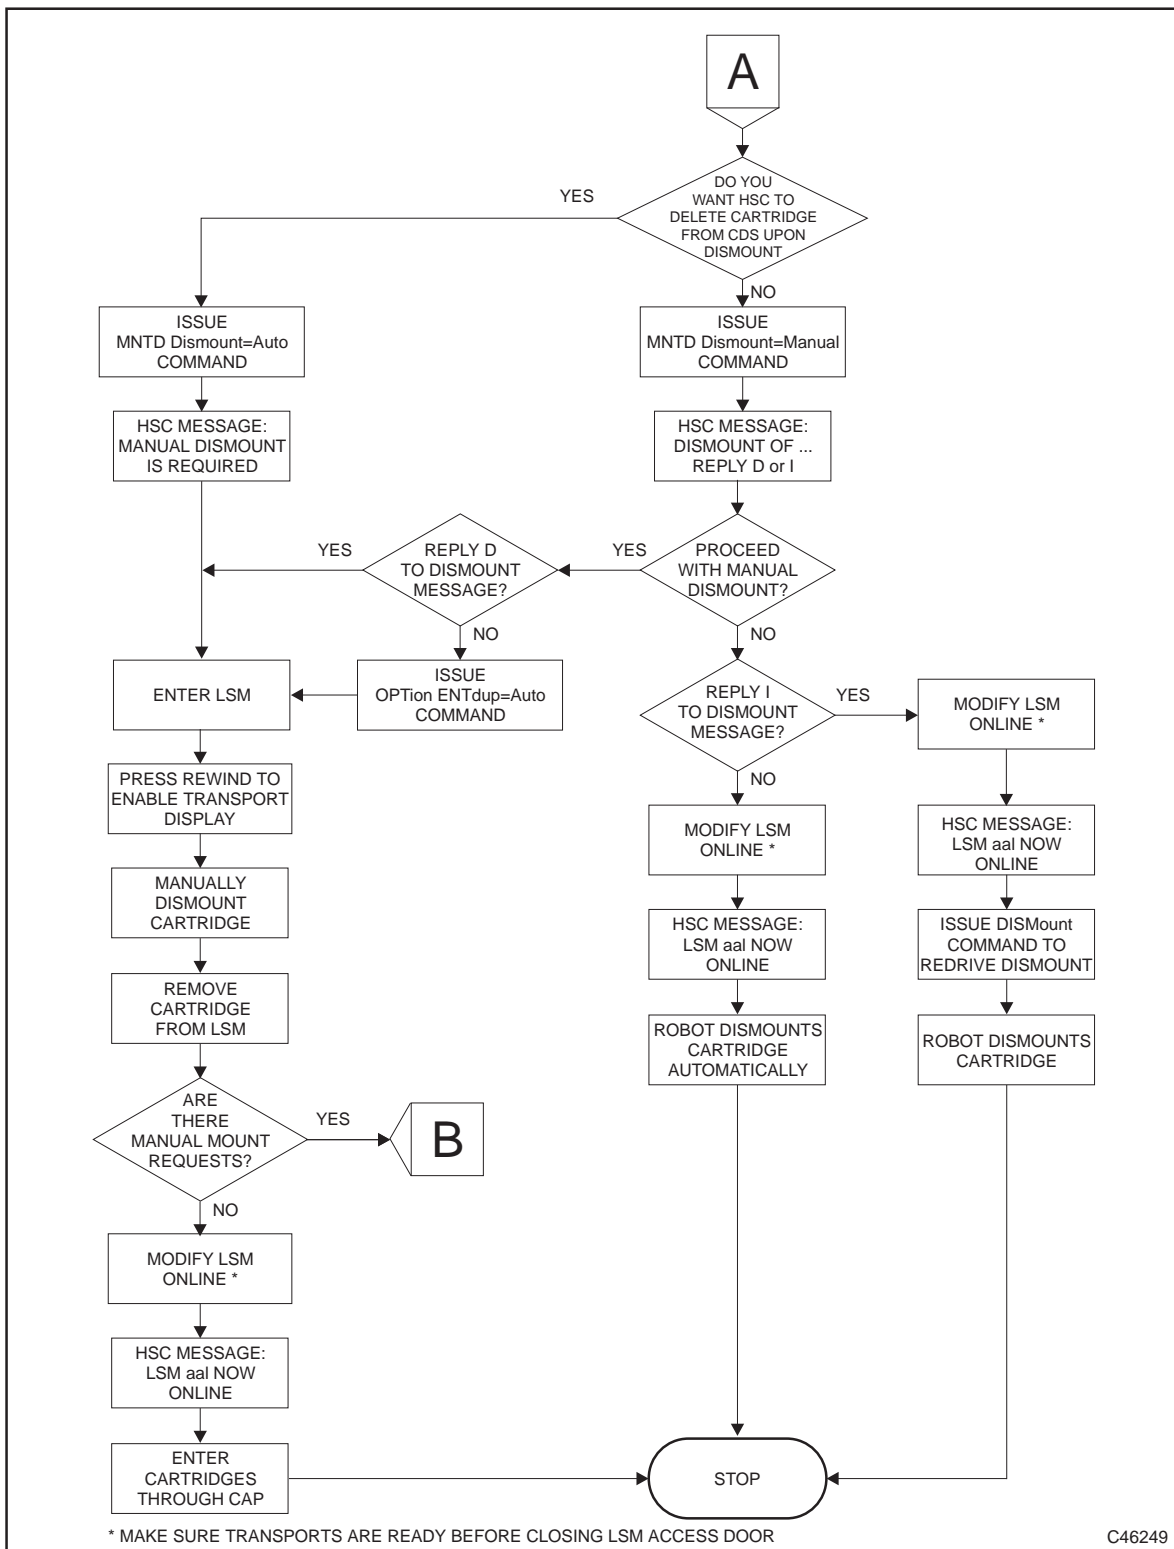 A
DO YOU
WANT HSC TO
DELETE CARTRIDGE
FROM CDS UPON
DISMOUNT
YES
NO
ISSUE
MNTD Dismount=Auto
COMMAND
ISSUE
MNTD Dismount=Manual
COMMAND
HSC MESSAGE:
MANUAL DISMOUNT
IS REQUIRED
HSC MESSAGE:
DISMOUNT OF ...
REPLY D or I
YES
REPLY D
TO DISMOUNT
MESSAGE?
YES
PROCEED
WITH MANUAL
DISMOUNT?
NO
NO
ENTER LSM
ISSUE
OPTion ENTdup=Auto
COMMAND
REPLY I
TO DISMOUNT
MESSAGE?
YES
MODIFY LSM
ONLINE *
NO
PRESS REWIND TO
ENABLE TRANSPORT
DISPLAY
MODIFY LSM
ONLINE *
HSC MESSAGE:
LSM aal NOW
ONLINE
MANUALLY
DISMOUNT
CARTRIDGE
HSC MESSAGE:
LSM aal NOW
ONLINE
ISSUE DISMount
COMMAND TO
REDRIVE DISMOUNT
REMOVE
CARTRIDGE
FROM LSM
ROBOT DISMOUNTS
CARTRIDGE
AUTOMATICALLY
ROBOT DISMOUNTS
CARTRIDGE
ARE
THERE
MANUAL MOUNT
REQUESTS?
YES
B
NO
MODIFY LSM
ONLINE *
HSC MESSAGE:
LSM aal NOW
ONLINE
ENTER
CARTRIDGES
THROUGH CAP
STOP
* MAKE SURE TRANSPORTS ARE READY BEFORE CLOSING LSM ACCESS DOOR
C46249